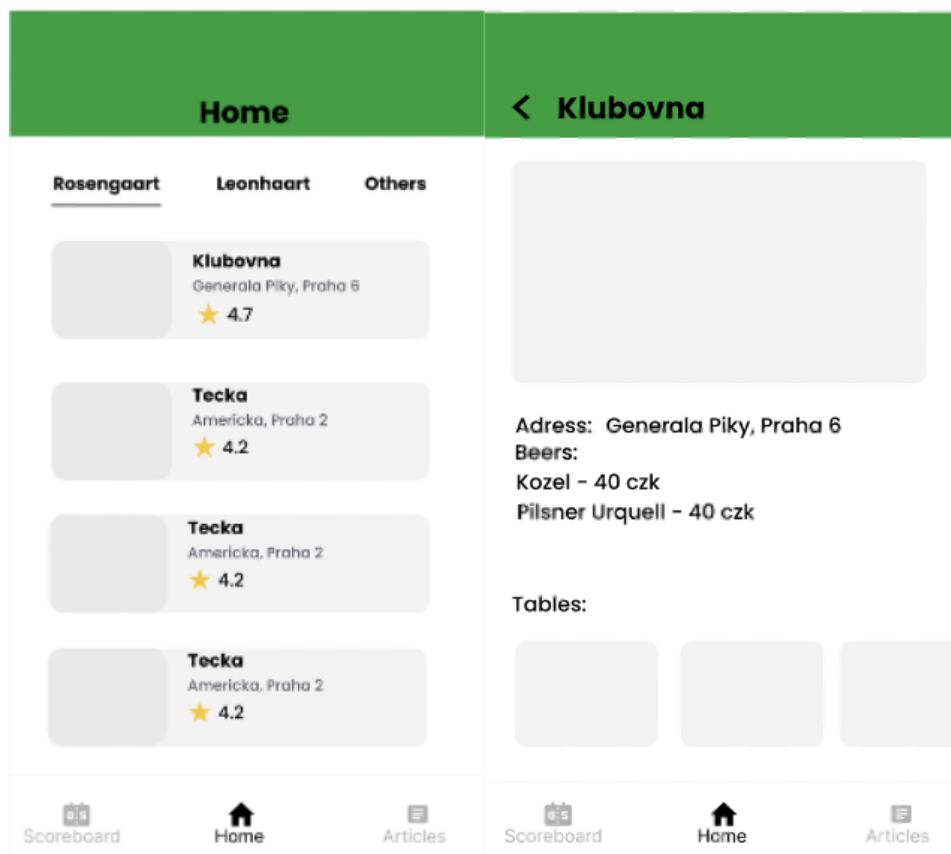 Home
Rosengaart Leonhaart Others
Klubovna
Generala Piky, Praha 6
4.7
Tecka
Americka, Praha 2
4.2
Tecka
Americka, Praha 2
4.2
Tecka
Americka, Praha 2
4.2
Scoreboard Home Articles
Klubovna
Adress: Generala Piky, Praha 6
Beers:
Kozel - 40 czk
Pilsner Urquell - 40 czk
Tables:
Scoreboard Home Articles